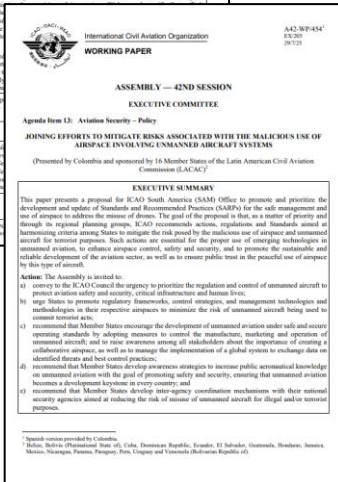 International Civil Aviation Organization
WORKING PAPER
A42-WP/454¹
EX/205
29/7/25
ASSEMBLY — 42ND SESSION
EXECUTIVE COMMITTEE
Agenda Item 13: Aviation Security – Policy
JOINING EFFORTS TO MITIGATE RISKS ASSOCIATED WITH THE MALICIOUS USE OF
AIRSPACE INVOLVING UNMANNED AIRCRAFT SYSTEMS
(Presented by Colombia and sponsored by 16 Member States of the Latin American Civil Aviation
Commission (LACAC)²
EXECUTIVE SUMMARY
This paper presents a proposal for ICAO South America (SAM) Office to promote and prioritize the
development and update of Standards and Recommended Practices (SARPs) for the safe management and
use of airspace to address the misuse of drones. The goal of the proposal is that, as a matter of priority and
through its regional planning groups, ICAO recommends actions, regulations and Standards aimed at
harmonizing criteria among States to mitigate the risk posed by the malicious use of airspace and unmanned
aircraft for terrorist purposes. Such actions are essential for the proper use of emerging technologies in
unmanned aviation, to enhance airspace control, safety and security, and to promote the sustainable and
reliable development of the aviation sector, as well as to ensure public trust in the peaceful use of airspace
by this type of aircraft.
Action: The Assembly is invited to:
a) convey to the ICAO Council the urgency to prioritize the regulation and control of unmanned aircraft to
protect aviation safety and security, critical infrastructure and human lives;
b) urge States to promote regulatory frameworks, control strategies, and management technologies and
methodologies in their respective airspaces to minimize the risk of unmanned aircraft being used to
commit terrorist acts;
c) recommend that Member States encourage the development of unmanned aviation under safe and secure
operating standards by adopting measures to control the manufacture, marketing and operation of
unmanned aircraft; and to raise awareness among all stakeholders about the importance of creating a
collaborative airspace, as well as to manage the implementation of a global system to exchange data on
identified threats and best control practices;
d) recommend that Member States develop awareness strategies to increase public aeronautical knowledge
on unmanned aviation with the goal of promoting safety and security, ensuring that unmanned aviation
becomes a development keystone in every country; and
e) recommend that Member States develop inter-agency coordination mechanisms with their national
security agencies aimed at reducing the risk of misuse of unmanned aircraft for illegal and/or terrorist
purposes.
¹ Spanish version provided by Colombia.
² Belize, Bolivia (Plurinational State of), Cuba, Dominican Republic, Ecuador, El Salvador, Guatemala, Honduras, Jamaica,
Mexico, Nicaragua, Panama, Paraguay, Peru, Uruguay and Venezuela (Bolivarian Republic of).